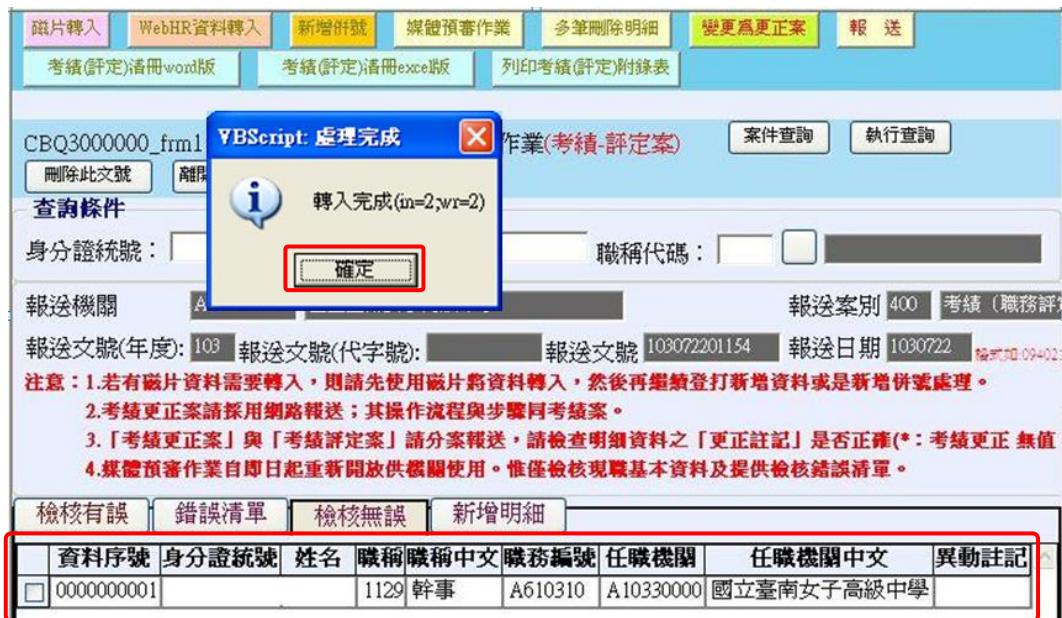 磁片轉入 WebHR資料轉入 新增併號 媒體預審作業 多筆刪除明細 變更為更正案 報 送
考績(評定)清冊word版 考績(評定)清冊excel版 列印考績(評定)附錄表
CBQ3000000_frm1 作業(考績-評定案) 案件查詢 執行查詢
VBScript: 處理完成
刪除此文號
轉入完成(in=2;wr=2)
確定
查詢條件
身分證統號： 職稱代碼：
報送機關 A 報送案別 400 考績（職務評
報送文號(年度): 103 報送文號(代字號): 報送文號 103072201154 報送日期 1030722 格式如:09402
注意：1.若有磁片資料需要轉入，則請先使用磁片將資料轉入，然後再繼續登打新增資料或是新增併號處理。
2.考績更正案請採用網路報送；其操作流程與步驟同考績案。
3.「考績更正案」與「考績評定案」請分案報送，請檢查明細資料之「更正註記」是否正確(*：考績更正 無值
4.媒體預審作業自即日起重新開放供機關使用。惟僅檢核現職基本資料及提供檢核錯誤清單。
檢核有誤 錯誤清單 檢核無誤 新增明細
資料序號 身分證統號 姓名 職稱 職稱中文 職務編號 任職機關 任職機關中文 異動註記
0000000001 1129 幹事 A610310 A10330000 國立臺南女子高級中學